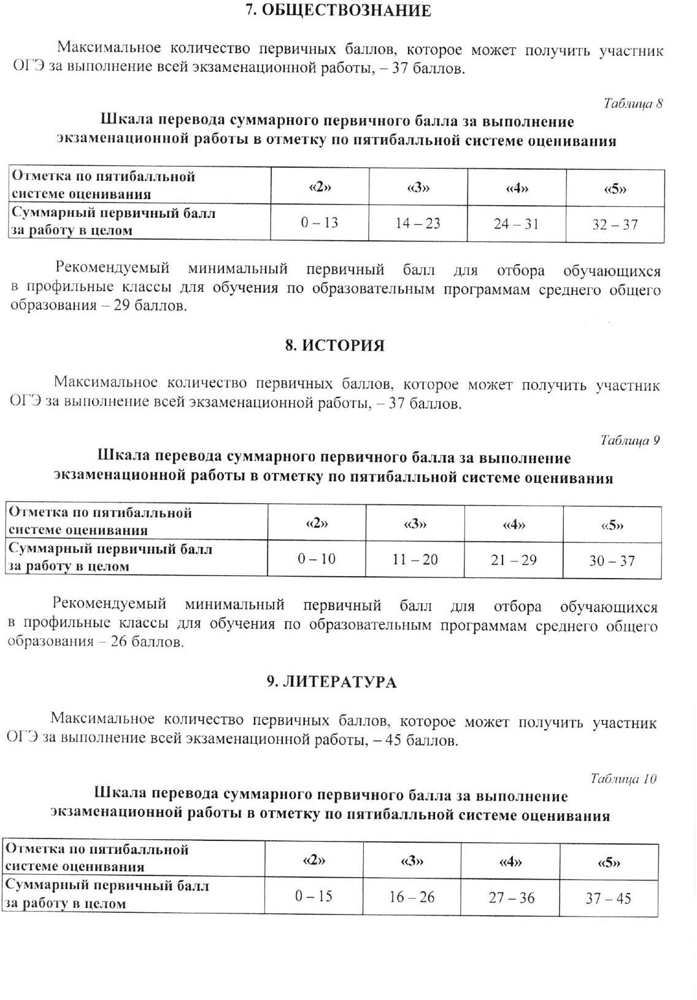 7. ОБЩЕСТВОЗНАНИЕ
Максимальное количество первичных баллов, которое может получить участник
ОГЭ за выполнение всей экзаменационной работы, – 37 баллов.
Таблица 8
Шкала перевода суммарного первичного балла за выполнение
экзаменационной работы в отметку по пятибалльной системе оценивания
Отметка по пятибалльной
системе оценивания
«2» «3» «4» «5»
Суммарный первичный балл
за работу в целом
0 – 13 14 – 23 24 – 31 32 – 37
Рекомендуемый минимальный первичный балл для отбора обучающихся
в профильные классы для обучения по образовательным программам среднего общего
образования – 29 баллов.
8. ИСТОРИЯ
Максимальное количество первичных баллов, которое может получить участник
ОГЭ за выполнение всей экзаменационной работы, – 37 баллов.
Таблица 9
Шкала перевода суммарного первичного балла за выполнение
экзаменационной работы в отметку по пятибалльной системе оценивания
Отметка по пятибалльной
системе оценивания
«2» «3» «4» «5»
Суммарный первичный балл
за работу в целом
0 – 10 11 – 20 21 – 29 30 – 37
Рекомендуемый минимальный первичный балл для отбора обучающихся
в профильные классы для обучения по образовательным программам среднего общего
образования – 26 баллов.
9. ЛИТЕРАТУРА
Максимальное количество первичных баллов, которое может получить участник
ОГЭ за выполнение всей экзаменационной работы, – 45 баллов.
Таблица 10
Шкала перевода суммарного первичного балла за выполнение
экзаменационной работы в отметку по пятибалльной системе оценивания
Отметка по пятибалльной
системе оценивания
«2» «3» «4» «5»
Суммарный первичный балл
за работу в целом
0 – 15 16 – 26 27 – 36 37 – 45